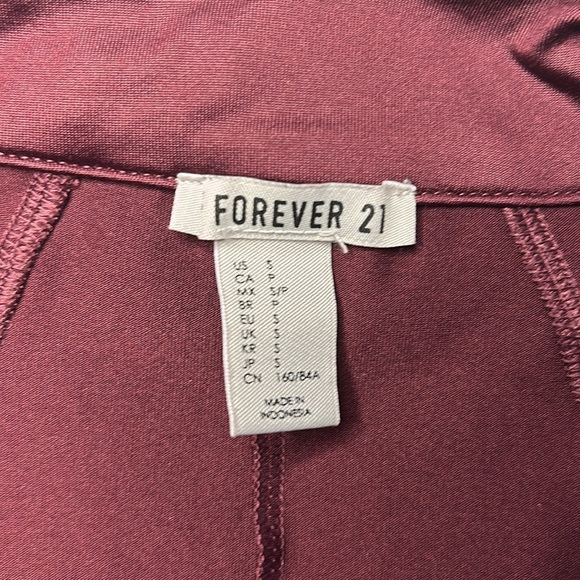 FOREVER 21
US S
CA P
MX S/P
BR P
EU S
UK S
KR S
JP S
CN 160/84A
MADE IN
INDONESIA